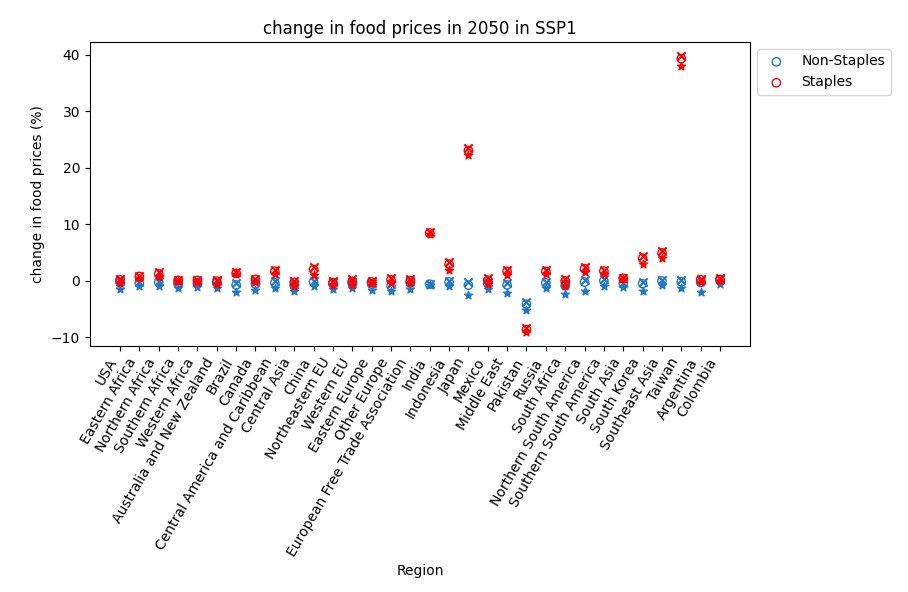 change in food prices in 2050 in SSP1
change in food prices (%)
40
30
20
10
0
−10
Non-Staples
Staples
USA
Eastern Africa
Northern Africa
Southern Africa
Western Africa
Australia and New Zealand
Brazil
Canada
Central America and Caribbean
Central Asia
China
Northeastern EU
Western EU
Eastern Europe
Other Europe
European Free Trade Association
India
Indonesia
Japan
Mexico
Middle East
Pakistan
Russia
South Africa
Northern South America
Southern South America
South Asia
South Korea
Southeast Asia
Taiwan
Argentina
Colombia
Region